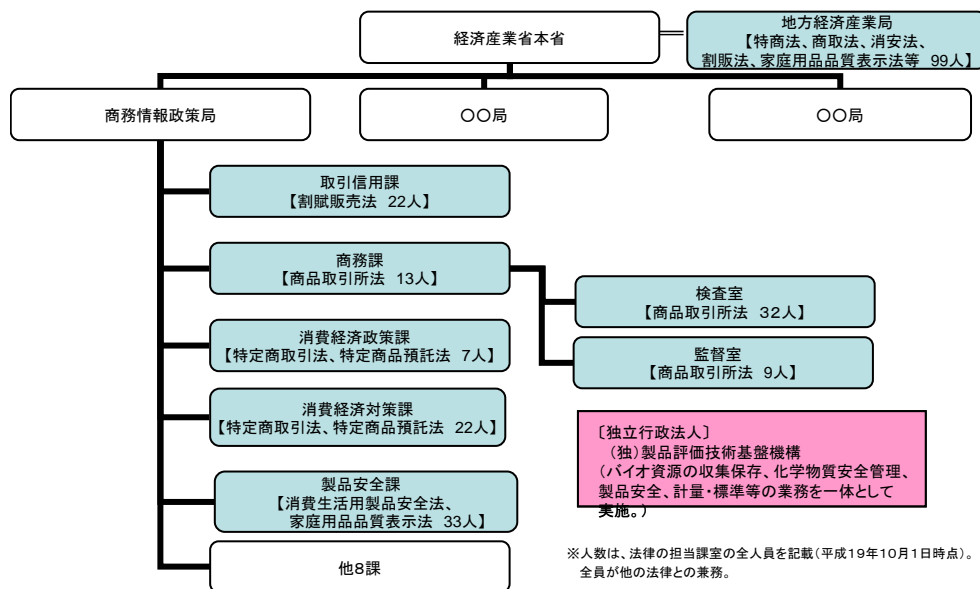 経済産業省本省
地方経済産業局
【特商法、商取法、消安法、
割販法、家庭用品品質表示法等 99人】
商務情報政策局
〇〇局
〇〇局
取引信用課
【割賦販売法 22人】
商務課
【商品取引所法 13人】
検査室
【商品取引所法 32人】
監督室
【商品取引所法 9人】
消費経済政策課
【特定商取引法、特定商品預託法 7人】
消費経済対策課
【特定商取引法、特定商品預託法 22人】
製品安全課
【消費生活用製品安全法、
家庭用品品質表示法 33人】
他8課
〔独立行政法人〕
(独)製品評価技術基盤機構
(バイオ資源の収集保存、化学物質安全管理、
製品安全、計量・標準等の業務を一体として
実施。)
※人数は、法律の担当課室の全人員を記載(平成19年10月1日時点)。
全員が他の法律との兼務。